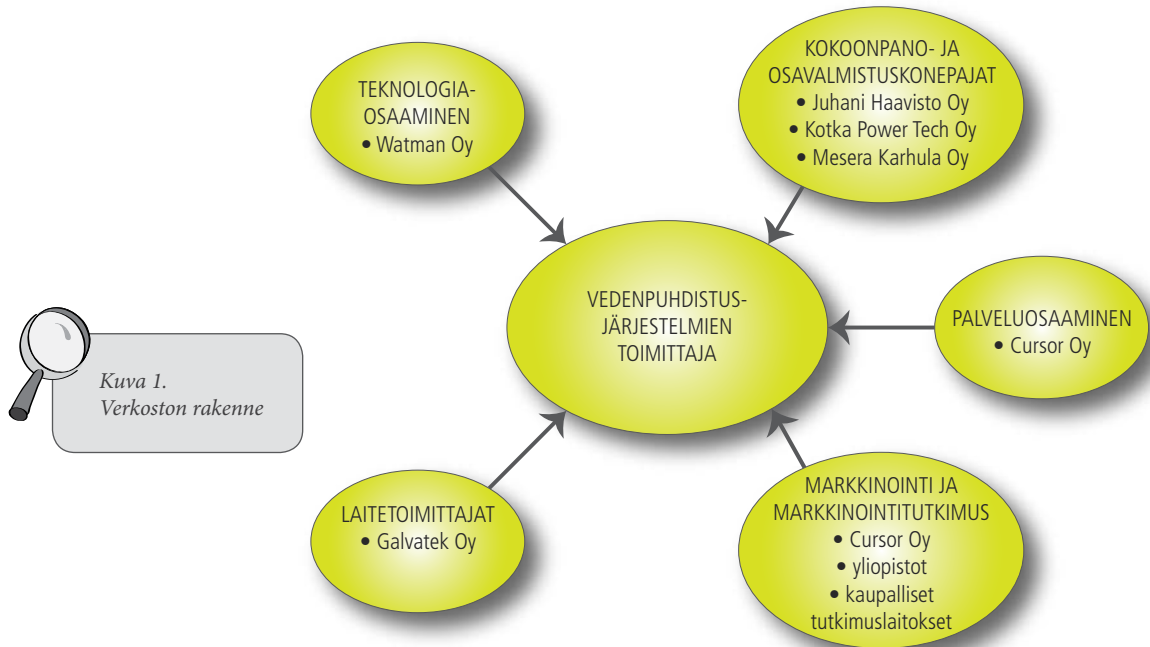 TEKNOLOGIA-
OSAAMINEN
• Watman Oy
KOKOONPANO- JA
OSAVALMISTUSKONEPAJAT
• Juhani Haavisto Oy
• Kotka Power Tech Oy
• Mesera Karhula Oy
VEDENPUHDISTUS-
JÄRJESTELMIEN
TOIMITTAJA
PALVELUOSAAMINEN
• Cursor Oy
Kuva 1.
Verkoston rakenne
LAITETOIMITTAJAT
• Galvatek Oy
MARKKINOINTI JA
MARKKINOINTITUTKIMUS
• Cursor Oy
• yliopistot
• kaupalliset
tutkimuslaitokset